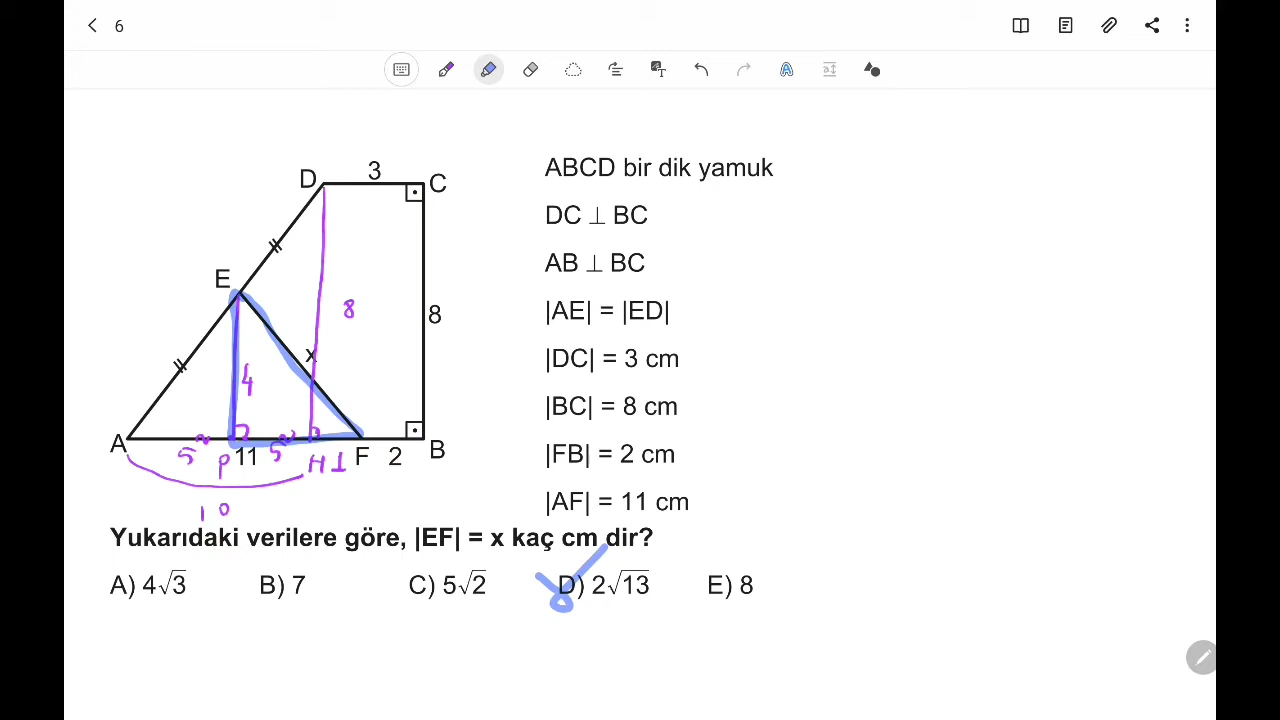 6
D 3 C
ABCD bir dik yamuk
DC ⊥ BC
E
AB ⊥ BC
8 8
|AE| = |ED|
x
|DC| = 3 cm
4
|BC| = 8 cm
A 5 P 11 5 H 1 F 2 B
|FB| = 2 cm
10
|AF| = 11 cm
Yukarıdaki verilere göre, |EF| = x kaç cm dir?
A) 4√3 B) 7 C) 5√2 D) 2√13 E) 8